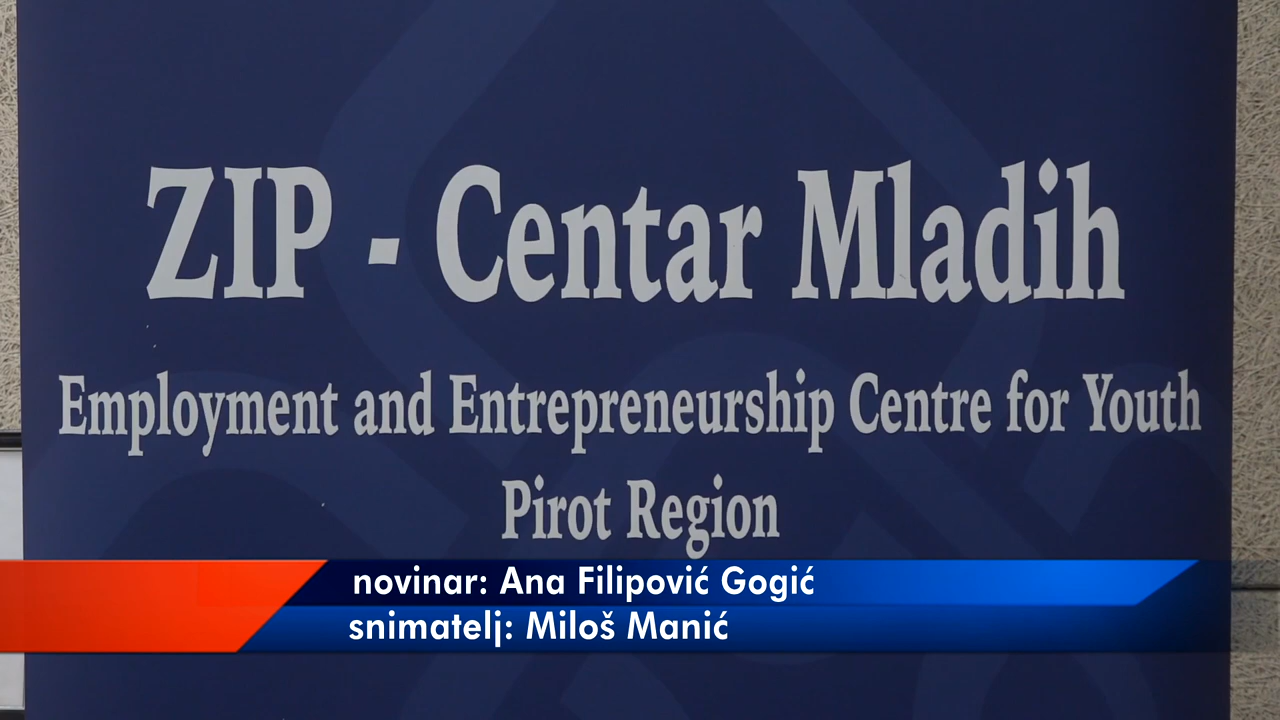 ZIP - Centar Mladih
Employment and Entrepreneurship Centre for Youth
Pirot Region
novinar: Ana Filipović Gogić
snimatelj: Miloš Manić